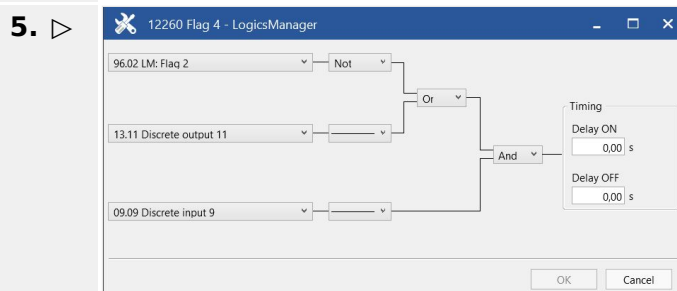 5. ▷
12260 Flag 4 - LogicsManager
96.02 LM: Flag 2
Not
Or
Timing
Delay ON
13.11 Discrete output 11
0,00 s
And
Delay OFF
0,00 s
09.09 Discrete input 9
OK Cancel